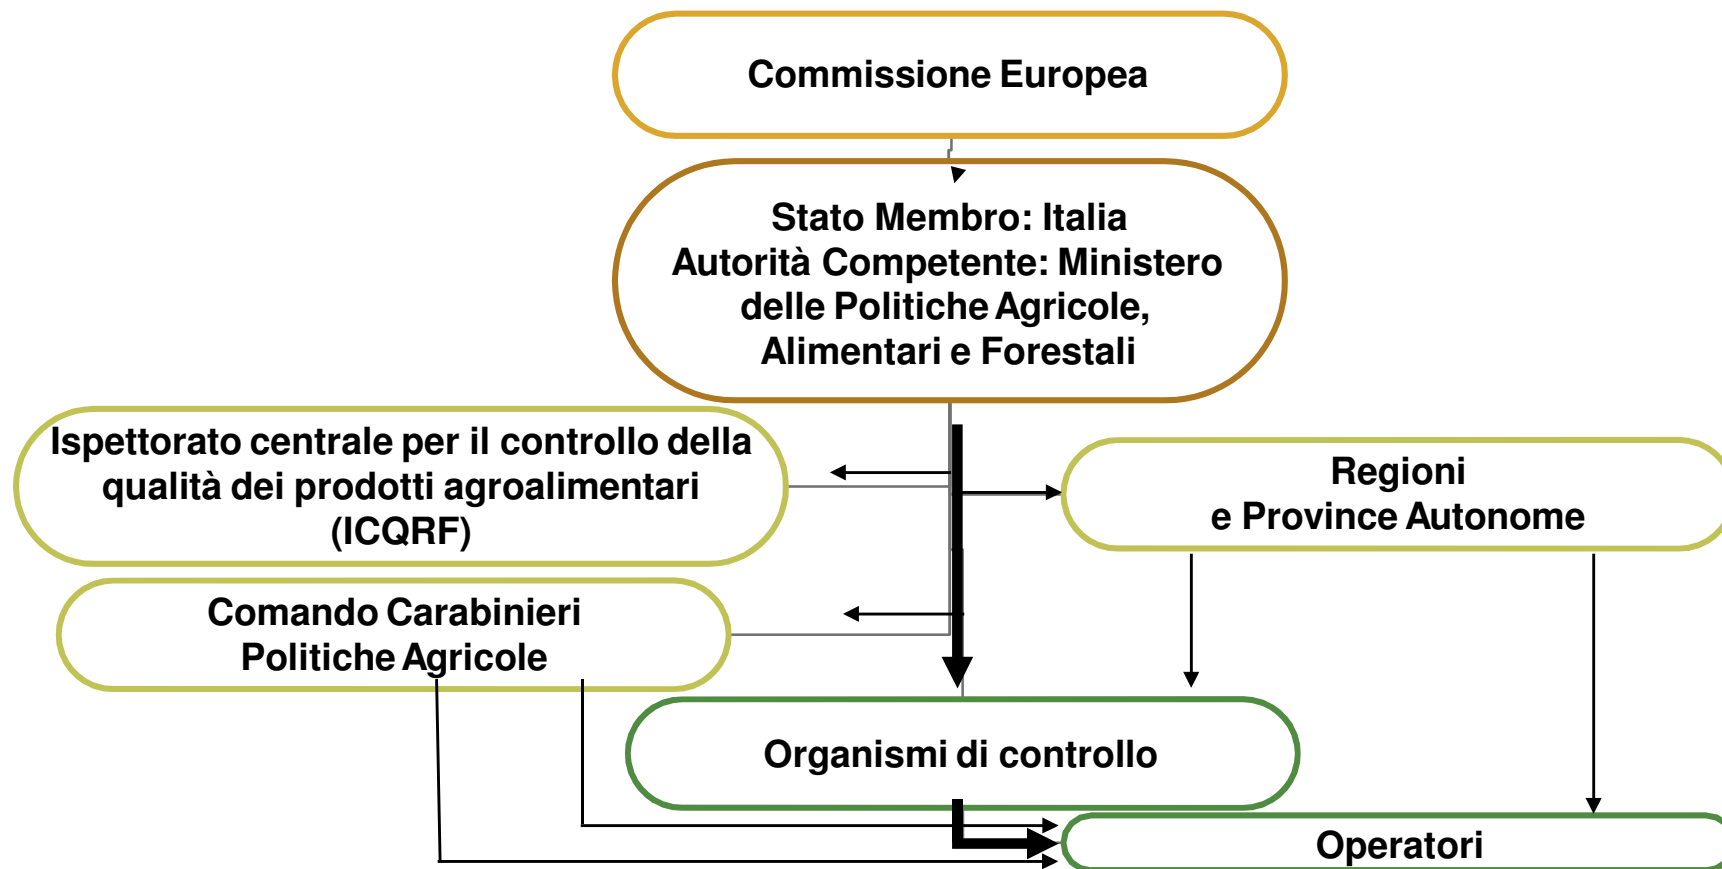 Commissione Europea
Stato Membro: Italia
Autorità Competente: Ministero
delle Politiche Agricole,
Alimentari e Forestali
Ispettorato centrale per il controllo della
qualità dei prodotti agroalimentari
(ICQRF)
Regioni
e Province Autonome
Comando Carabinieri
Politiche Agricole
Organismi di controllo
Operatori